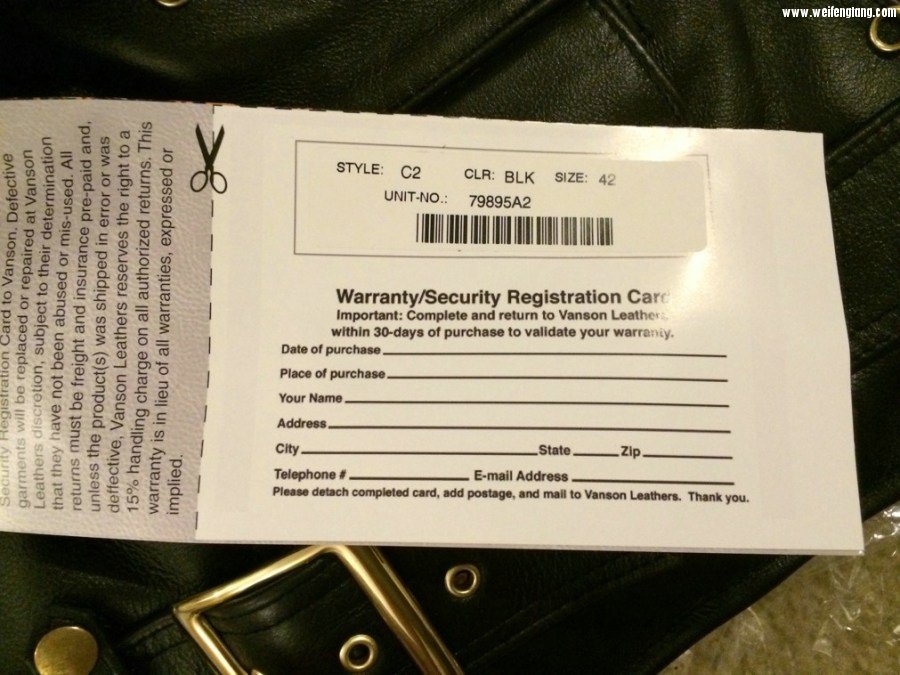 www.weifengtang.com
Security Registration Card to Vanson. Defective
garments will be replaced or repaired at Vanson
Leathers discretion, subject to their determination
that they have not been abused or mis-used. All
returns must be freight and insurance pre-paid and,
unless the product(s) was shipped in error or was
deffective, Vanson Leathers reserves the right to a
15% handling charge on all authorized returns. This
warranty is in lieu of all warranties, expressed or
implied.
STYLE: C2 CLR: BLK SIZE: 42
UNIT-NO.: 79895A2
Warranty/Security Registration Card
Important: Complete and return to Vanson Leathers
within 30-days of purchase to validate your warranty.
Date of purchase
Place of purchase
Your Name
Address
City State Zip
Telephone # E-mail Address
Please detach completed card, add postage, and mail to Vanson Leathers. Thank you.